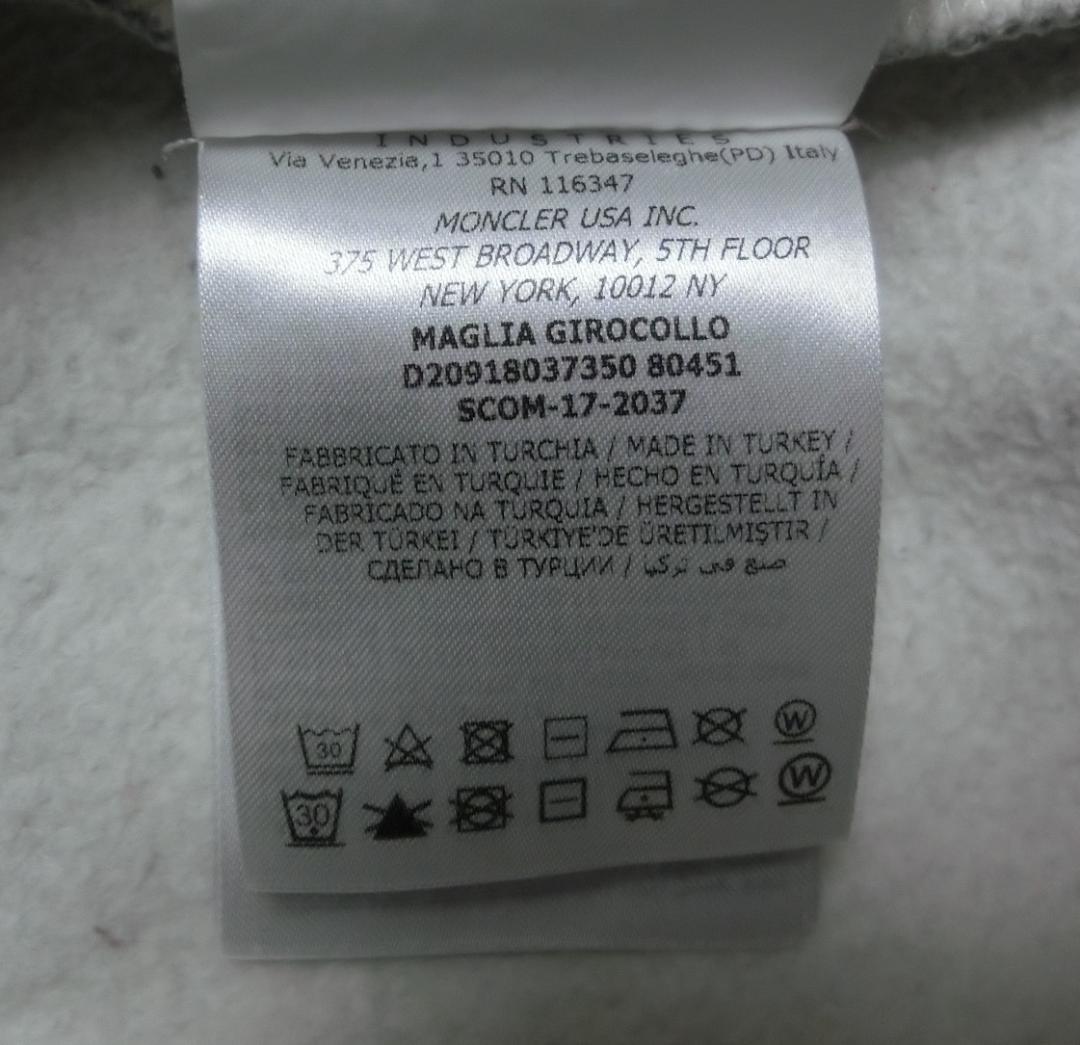 INDUSTRIES
Via Venezia,1 35010 Trebaseleghe(PD) Italy
RN 116347
MONCLER USA INC.
375 WEST BROADWAY, 5TH FLOOR
NEW YORK, 10012 NY
MAGLIA GIROCOLLO
D20918037350 80451
SCOM-17-2037
FABBRICATO IN TURCHIA / MADE IN TURKEY /
FABRIQUÉ EN TURQUIE / HECHO EN TURQUÍA /
FABRICADO NA TURQUIA / HERGESTELLT IN
DER TÜRKEI / TÜRKİYE'DE ÜRETILMIŞTIR /
СДЕЛАНО В ТУРЦИИ / صنع في تركيا
30 W
30 W